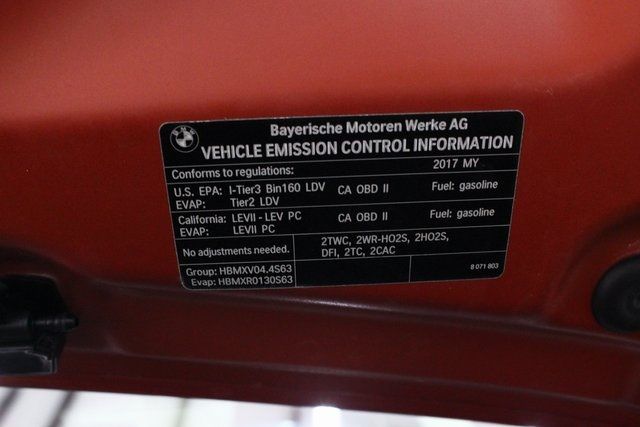 BMW
Bayerische Motoren Werke AG
VEHICLE EMISSION CONTROL INFORMATION
Conforms to regulations: 2017 MY
U.S. EPA: I-Tier3 Bin160 LDV CA OBD II Fuel: gasoline
EVAP: Tier2 LDV
California: LEVII - LEV PC CA OBD II Fuel: gasoline
EVAP: LEVII PC
No adjustments needed. 2TWC, 2WR-HO2S, 2HO2S,
DFI, 2TC, 2CAC
Group: HBMXV04.4S63
Evap: HBMXR0130S63 8 071 803